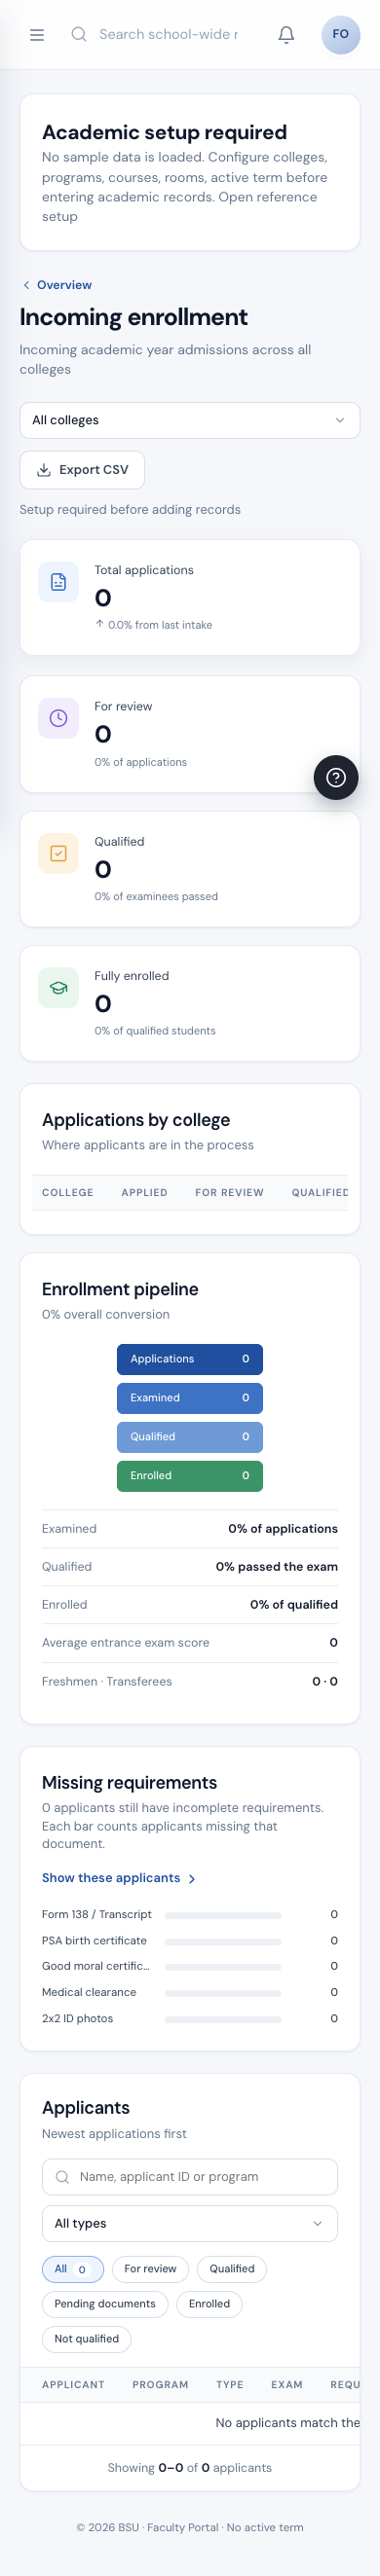 Search school-wide r
FO
Academic setup required
No sample data is loaded. Configure colleges,
programs, courses, rooms, active term before
entering academic records. Open reference
setup
Overview
Incoming enrollment
Incoming academic year admissions across all
colleges
All colleges
Export CSV
Setup required before adding records
Total applications
0
↑ 0.0% from last intake
For review
0
0% of applications
Qualified
0
0% of examinees passed
Fully enrolled
0
0% of qualified students
Applications by college
Where applicants are in the process
COLLEGE APPLIED FOR REVIEW QUALIFIED
Enrollment pipeline
0% overall conversion
Applications 0
Examined 0
Qualified 0
Enrolled 0
Examined 0% of applications
Qualified 0% passed the exam
Enrolled 0% of qualified
Average entrance exam score 0
Freshmen · Transferees 0 · 0
Missing requirements
0 applicants still have incomplete requirements.
Each bar counts applicants missing that
document.
Show these applicants
Form 138 / Transcript 0
PSA birth certificate 0
Good moral certific... 0
Medical clearance 0
2x2 ID photos 0
Applicants
Newest applications first
Name, applicant ID or program
All types
All 0 For review Qualified
Pending documents Enrolled
Not qualified
APPLICANT PROGRAM TYPE EXAM REQU
No applicants match the
Showing 0–0 of 0 applicants
© 2026 BSU · Faculty Portal · No active term